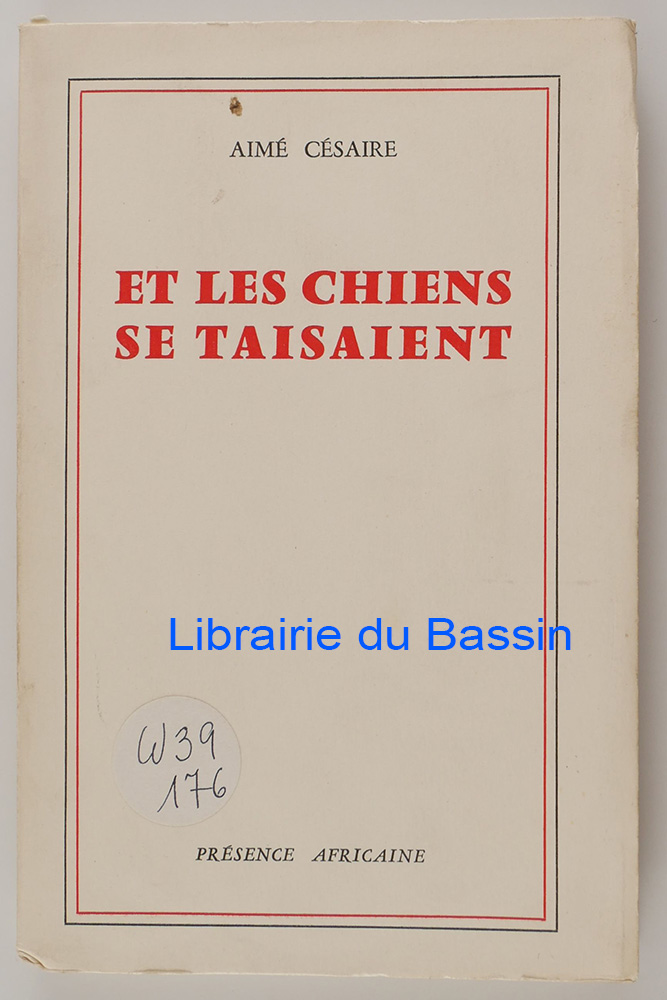 AIMÉ CÉSAIRE
ET LES CHIENS
SE TAISAIENT
Librairie du Bassin
W39
176
PRÉSENCE AFRICAINE